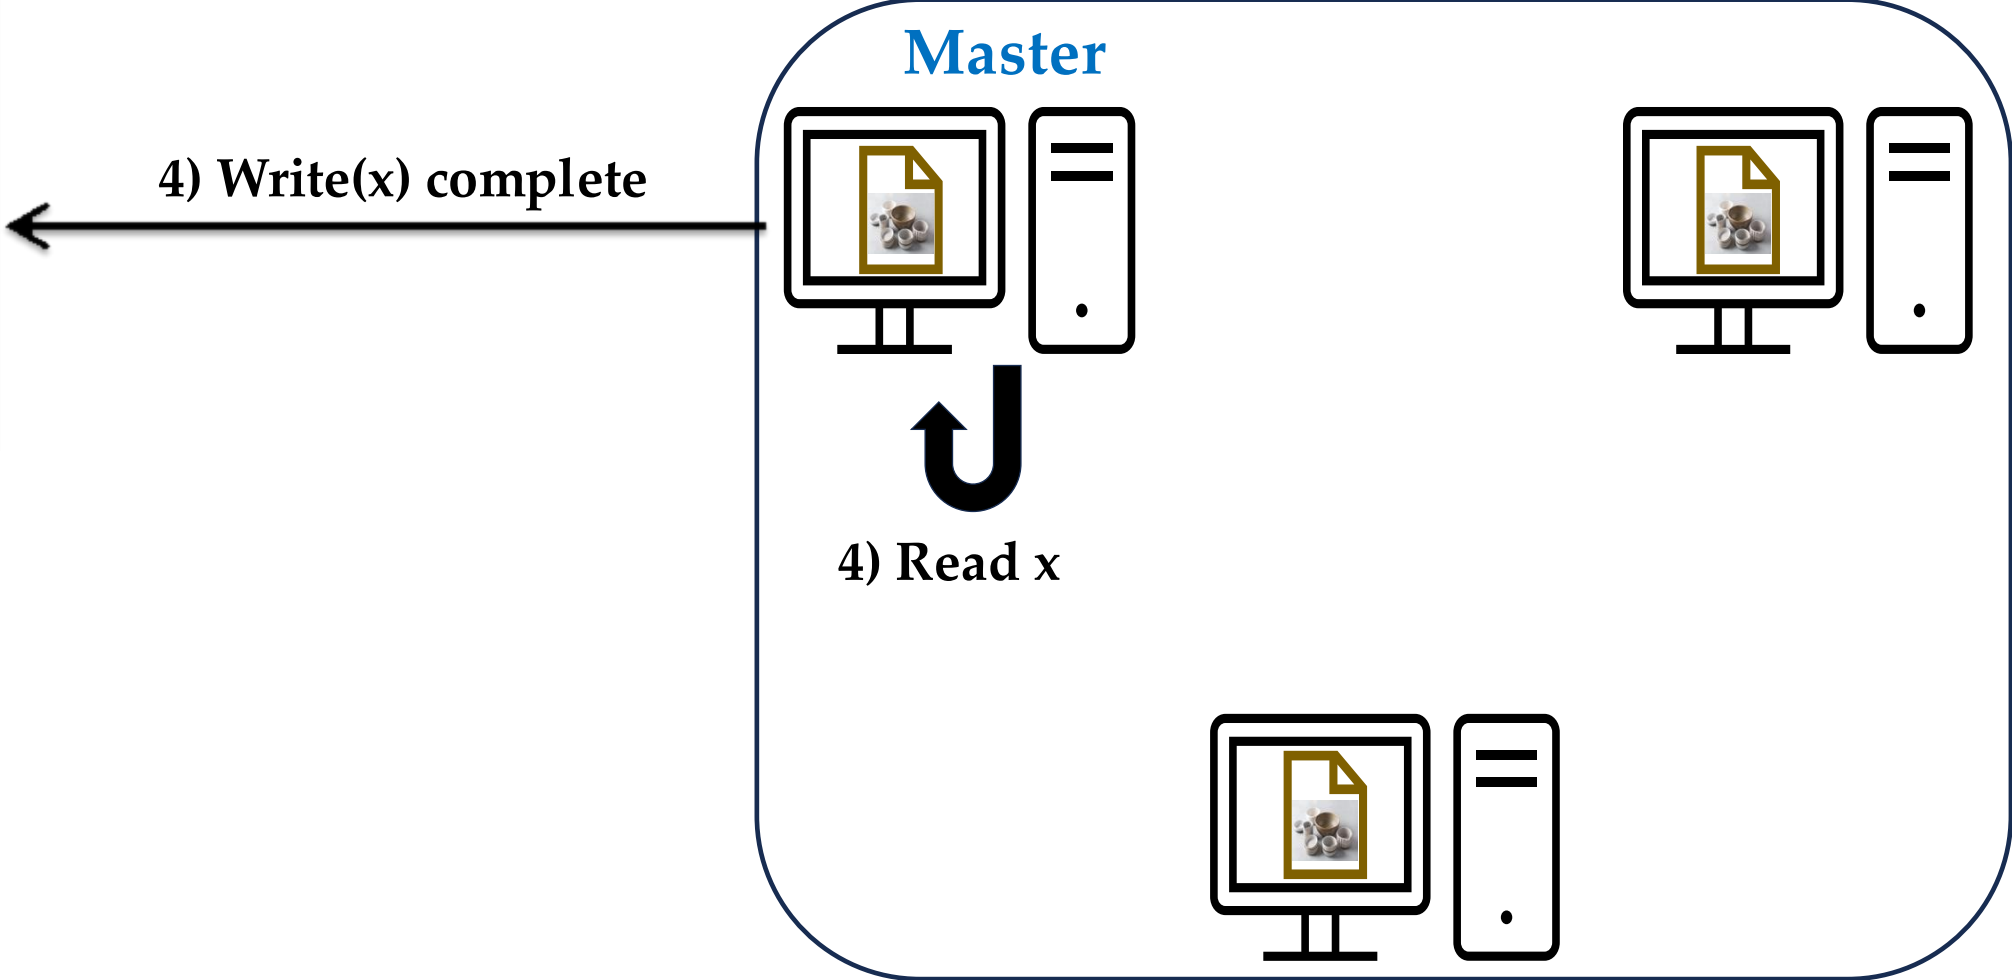 Master
4) Write(x) complete
4) Read x